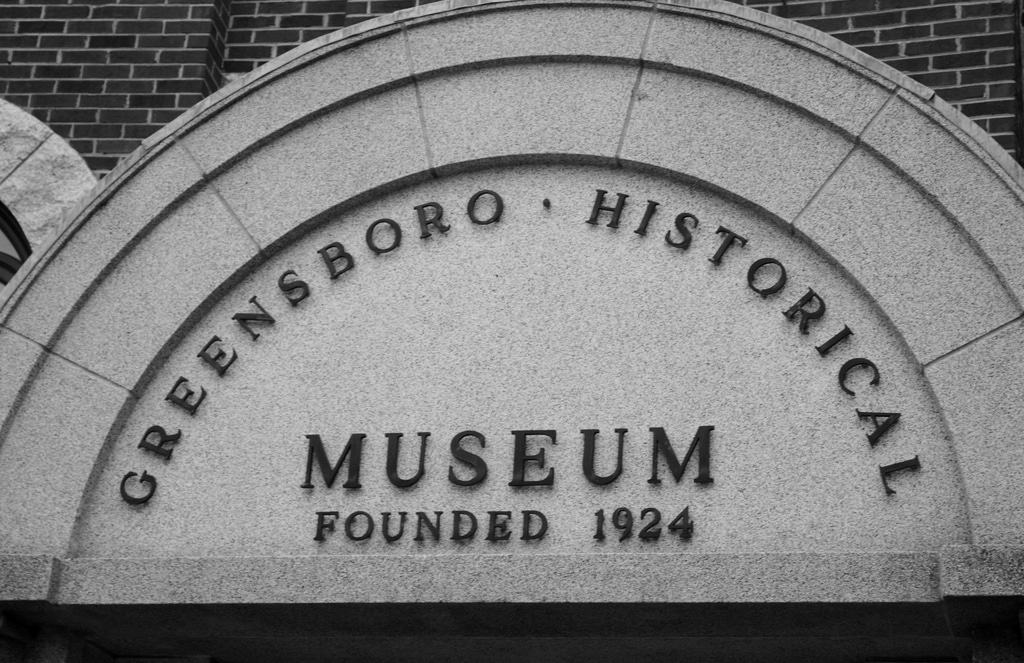 GREENSBORO · HISTORICAL
MUSEUM
FOUNDED 1924